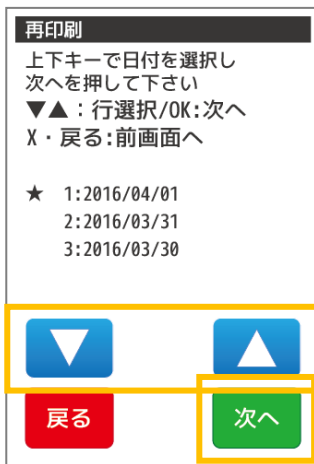 再印刷
上下キーで日付を選択し
次へを押して下さい
▼▲：行選択/OK:次へ
X・戻る:前画面へ
★ 1:2016/04/01
2:2016/03/31
3:2016/03/30
▼ ▲
戻る 次へ